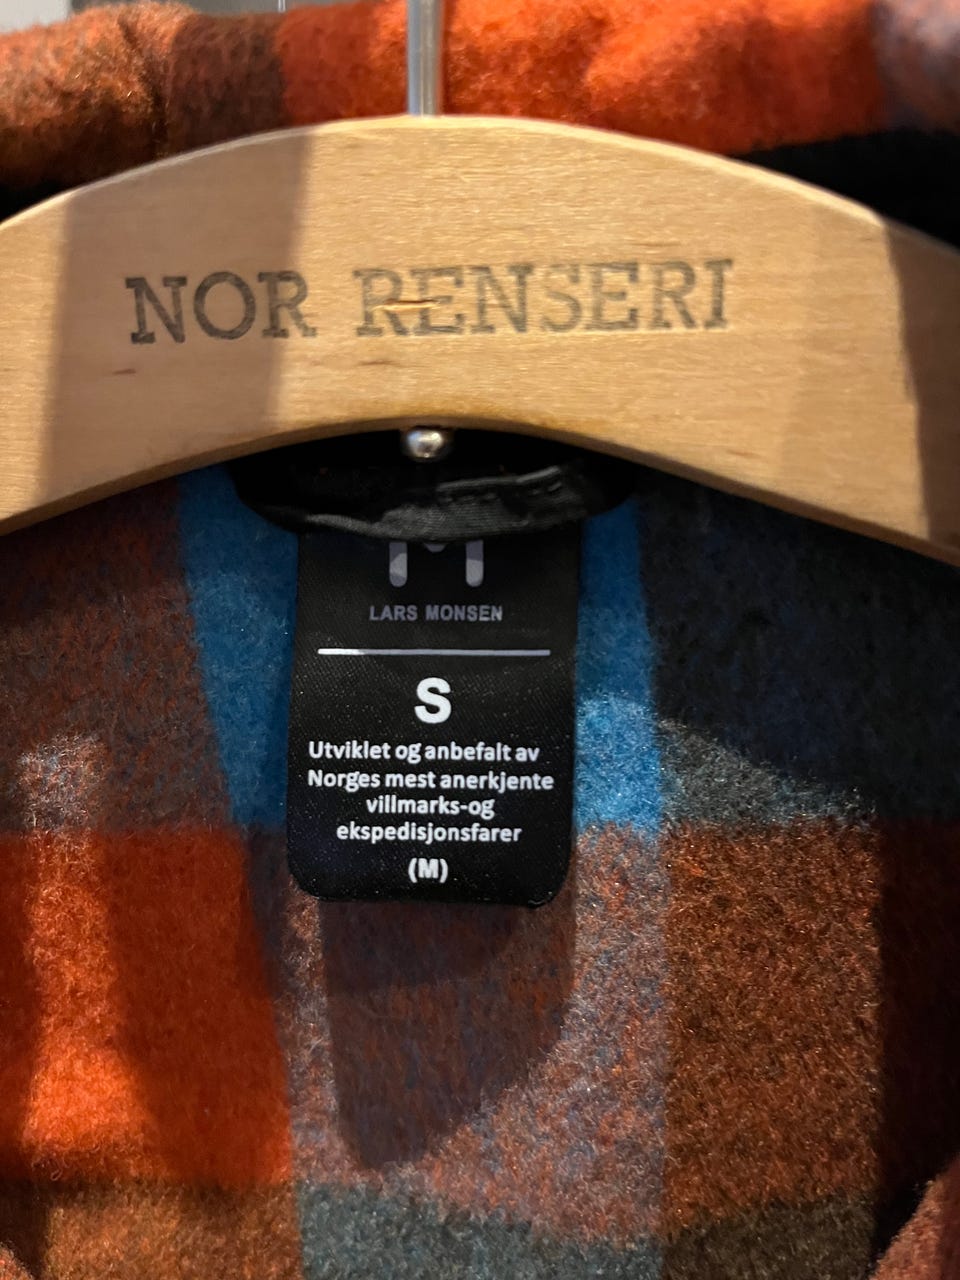 NOR RENSERI
LARS MONSEN
S
Utviklet og anbefalt av
Norges mest anerkjente
villmarks-og
ekspedisjonsfarer
(M)